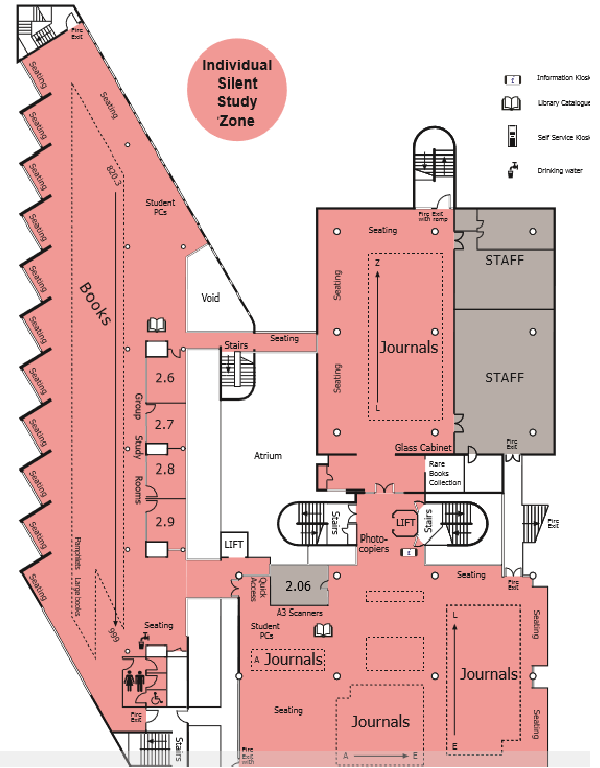 Fire
Exit
Individual
Silent
Study
Zone
Information Kiosk
Library Catalogue
Self Service Kiosk
Drinking water
Seating
Seating
Seating
Seating
Seating
Seating
Seating
Seating
Seating
Seating
Seating
Seating
820.3
Student
PCs
Books
Void
Fire Exit
with ramp
Seating
STAFF
Seating
Z
Journals
L
Seating
STAFF
Seating
Stairs
2.6
Group Study Rooms
2.7
2.8
2.9
Atrium
Glass Cabinet
Rare
Books
Collection
Fire
Exit
Stairs
Photo-
copiers
LIFT
Stairs
Fire
Exit
LIFT
Pamphlets
Large books
999
Quick
Access
2.06
A3 Scanners
Seating
Fire
Exit
Student
PCs
A Journals
Seating
L
Journals
E
Seating
Seating
Seating
Journals
A
E
Fire
Exit
Stairs
Fire
Exit
with